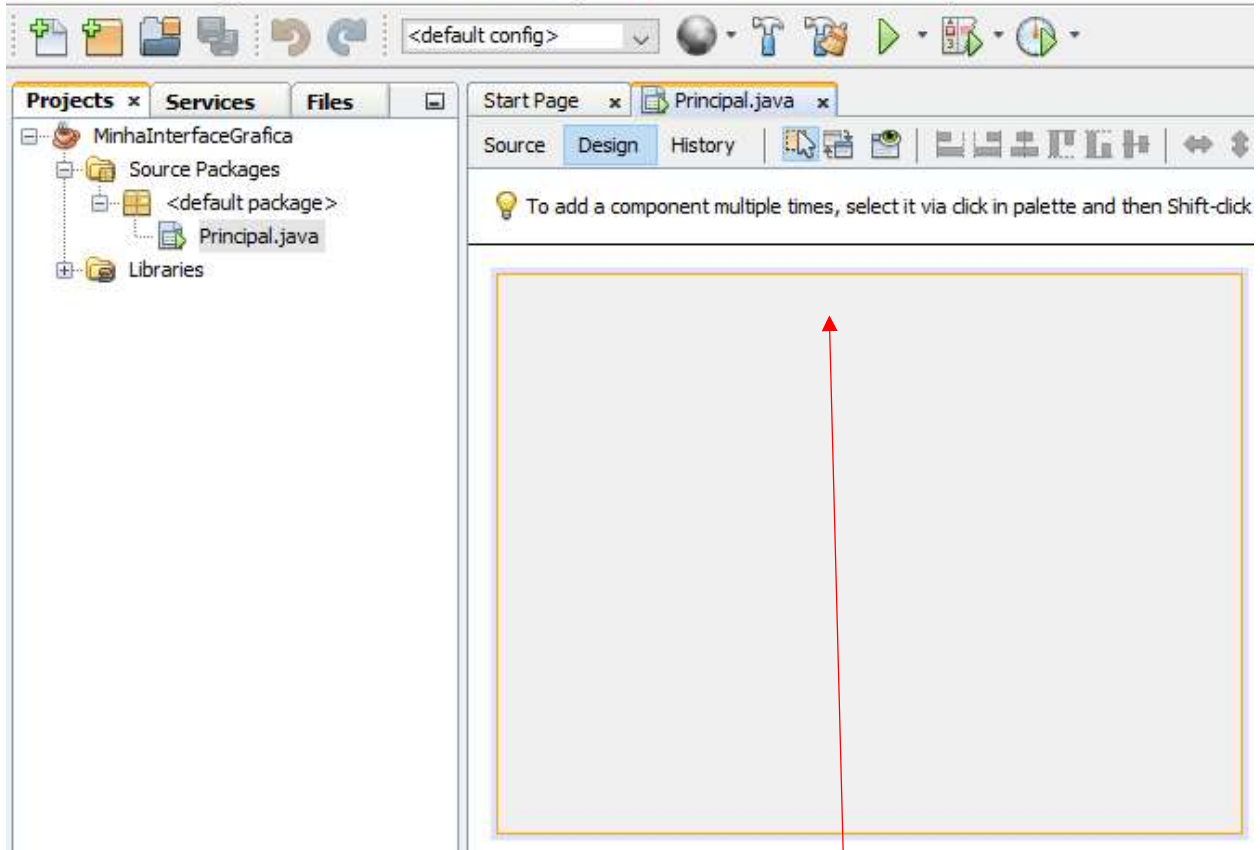 <default config>
Projects
Services
Files
Start Page
Principal.java
MinhaInterfaceGrafica
Source Packages
<default package>
Principal.java
Libraries
Source
Design
History
To add a component multiple times, select it via click in palette and then Shift-click